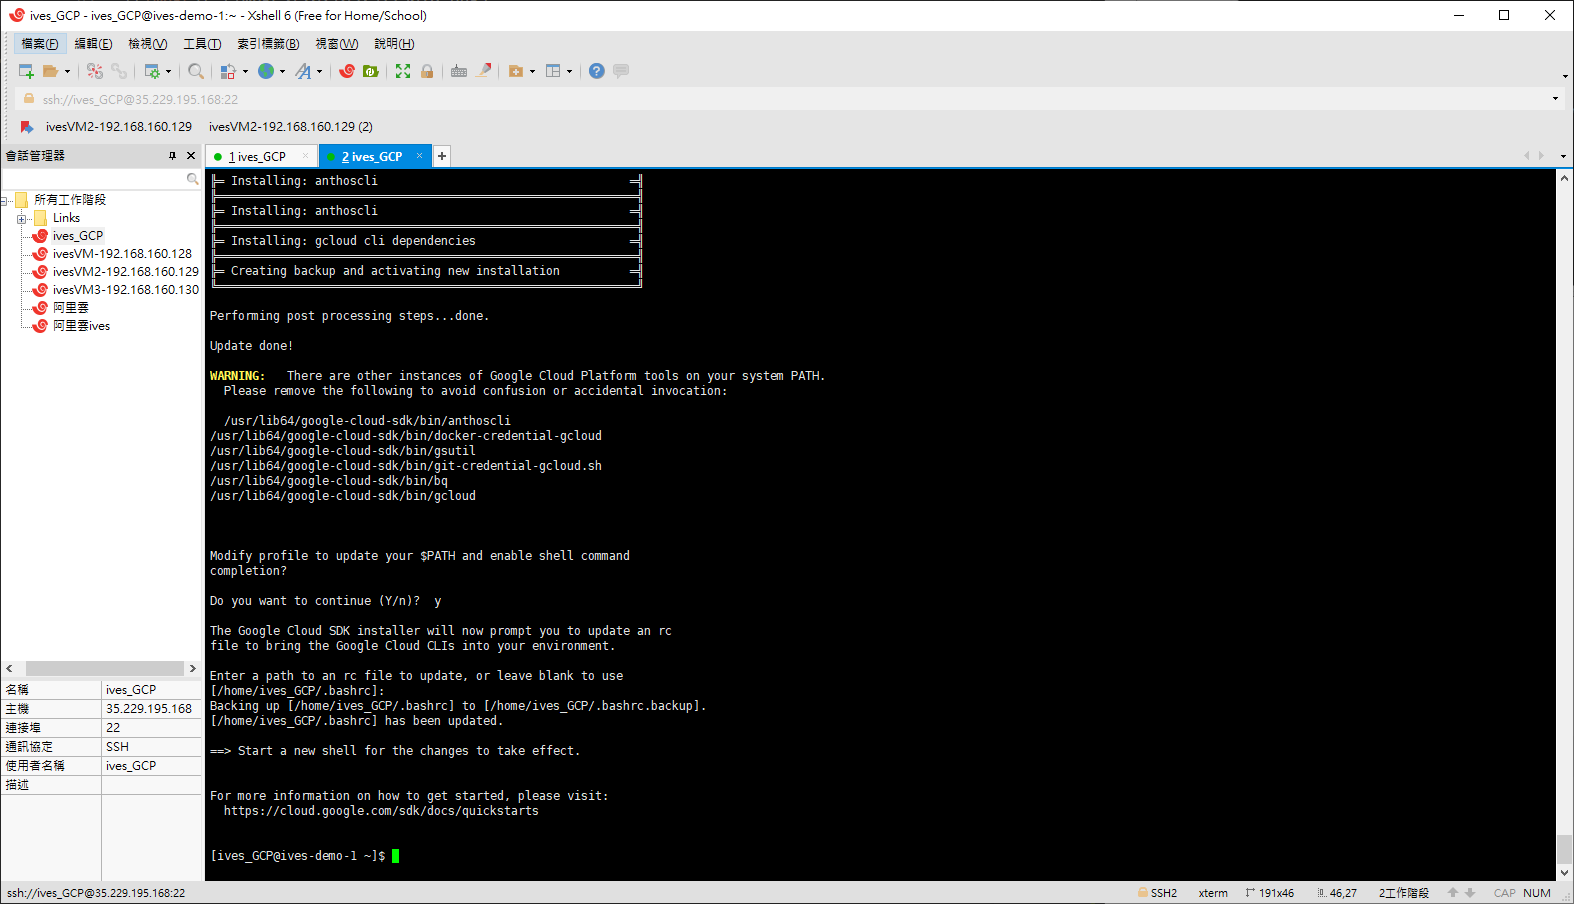 ives_GCP - ives_GCP@ives-demo-1:~ - Xshell 6 (Free for Home/School)
檔案(F) 編輯(E) 檢視(V) 工具(T) 索引標籤(B) 視窗(W) 說明(H)
ssh://ives_GCP@35.229.195.168:22
ivesVM2-192.168.160.129 ivesVM2-192.168.160.129 (2)
會話管理器
所有工作階段
Links
ives_GCP
ivesVM-192.168.160.128
ivesVM2-192.168.160.129
ivesVM3-192.168.160.130
阿里雲
阿里雲ives
名稱 ives_GCP
主機 35.229.195.168
連接埠 22
通訊協定 SSH
使用者名稱 ives_GCP
描述
1 ives_GCP × 2 ives_GCP × +
╠═ Installing: anthoscli ═╣
╠═ Installing: anthoscli ═╣
╠═ Installing: gcloud cli dependencies ═╣
╠═ Creating backup and activating new installation ═╣
Performing post processing steps...done.
Update done!
WARNING:   There are other instances of Google Cloud Platform tools on your system PATH.
Please remove the following to avoid confusion or accidental invocation:
/usr/lib64/google-cloud-sdk/bin/anthoscli
/usr/lib64/google-cloud-sdk/bin/docker-credential-gcloud
/usr/lib64/google-cloud-sdk/bin/gsutil
/usr/lib64/google-cloud-sdk/bin/git-credential-gcloud.sh
/usr/lib64/google-cloud-sdk/bin/bq
/usr/lib64/google-cloud-sdk/bin/gcloud
Modify profile to update your $PATH and enable shell command
completion?
Do you want to continue (Y/n)?  y
The Google Cloud SDK installer will now prompt you to update an rc
file to bring the Google Cloud CLIs into your environment.
Enter a path to an rc file to update, or leave blank to use
[/home/ives_GCP/.bashrc]:
Backing up [/home/ives_GCP/.bashrc] to [/home/ives_GCP/.bashrc.backup].
[/home/ives_GCP/.bashrc] has been updated.
==> Start a new shell for the changes to take effect.
For more information on how to get started, please visit:
https://cloud.google.com/sdk/docs/quickstarts
[ives_GCP@ives-demo-1 ~]$
ssh://ives_GCP@35.229.195.168:22 SSH2 xterm 191x46 46,27 2工作階段 CAP NUM